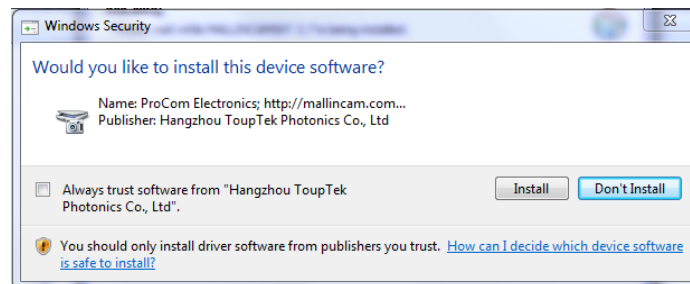 Windows Security
Would you like to install this device software?
Name: ProCom Electronics; http://mallincam.com...
Publisher: Hangzhou ToupTek Photonics Co., Ltd
Always trust software from "Hangzhou ToupTek
Photonics Co., Ltd".
Install
Don't Install
You should only install driver software from publishers you trust. How can I decide which device software
is safe to install?